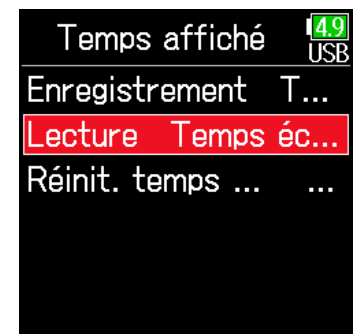 Temps affiché 4.9
USB
Enregistrement T...
Lecture Temps éc...
Réinit. temps ... ...